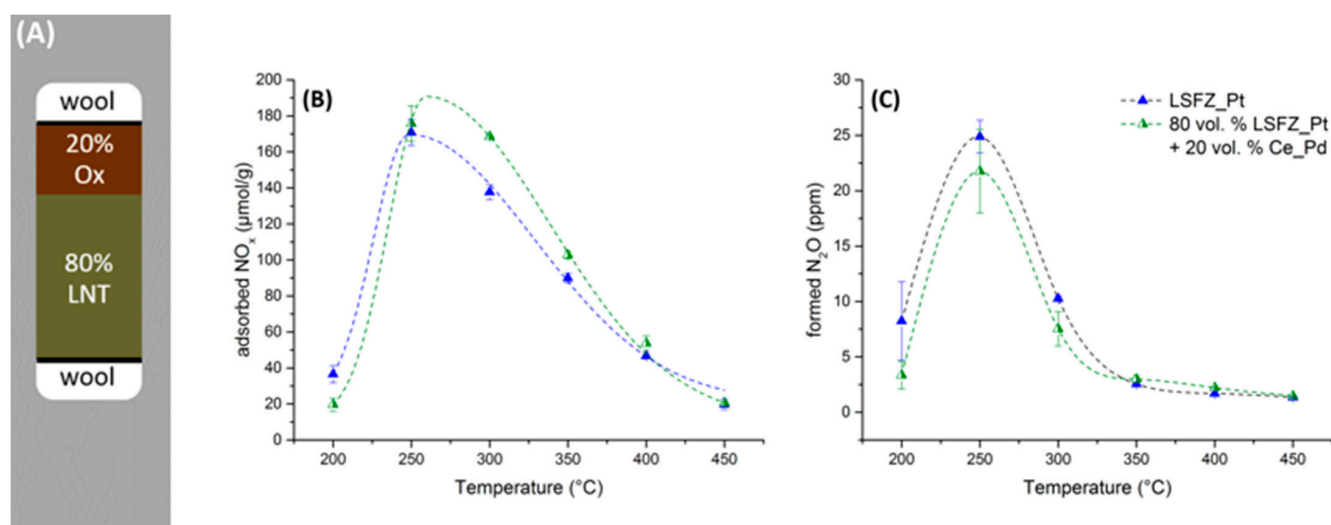 (A)
wool
20%
Ox
80%
LNT
wool
(B)
adsorbed NOₓ (µmol/g)
200
180
160
140
120
100
80
60
40
20
0
200 250 300 350 400 450
Temperature (°C)
(C)
LSFZ_Pt
80 vol. % LSFZ_Pt
+ 20 vol. % Ce_Pd
formed N₂O (ppm)
30
25
20
15
10
5
0
200 250 300 350 400 450
Temperature (°C)